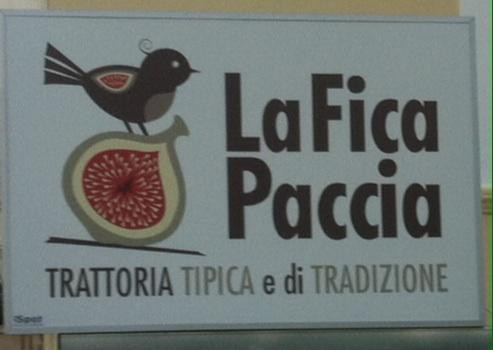 La Fica
Paccia
TRATTORIA TIPICA e di TRADIZIONE